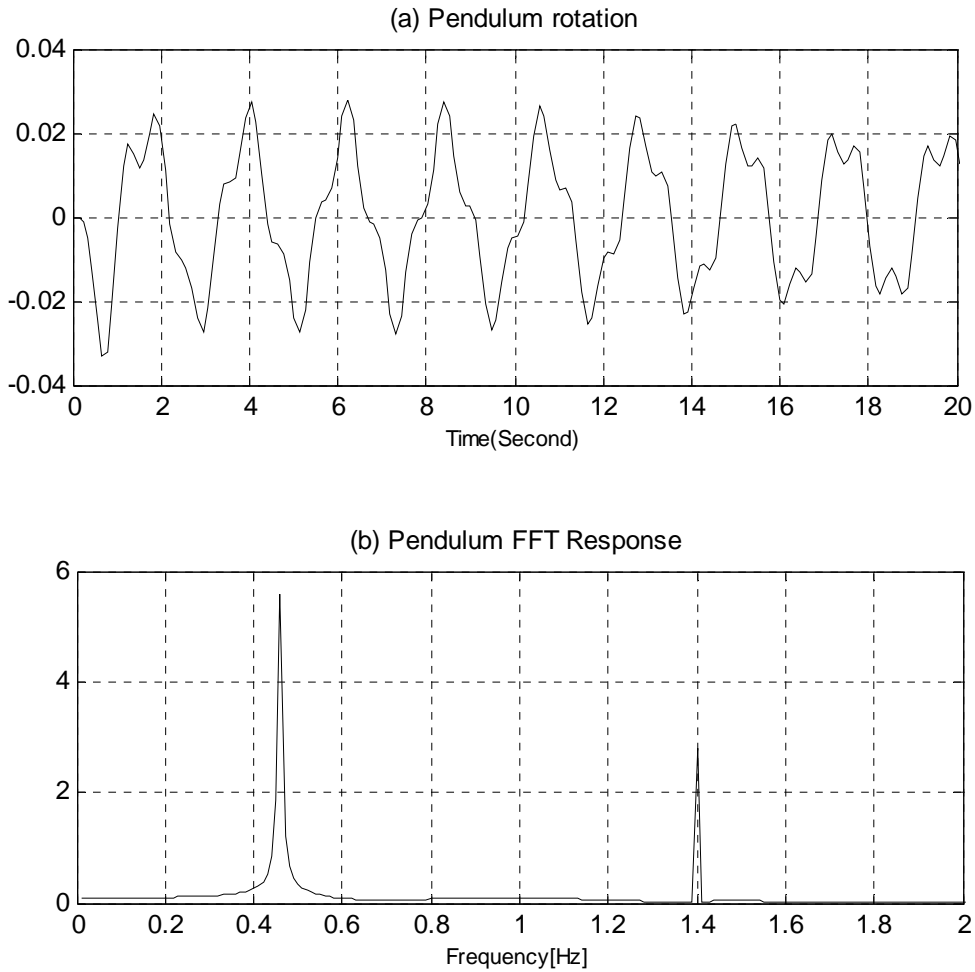 (a) Pendulum rotation
0.04
0.02
0
-0.02
-0.04
0 2 4 6 8 10 12 14 16 18 20
Time(Second)
(b) Pendulum FFT Response
6
4
2
0
0 0.2 0.4 0.6 0.8 1 1.2 1.4 1.6 1.8 2
Frequency[Hz]